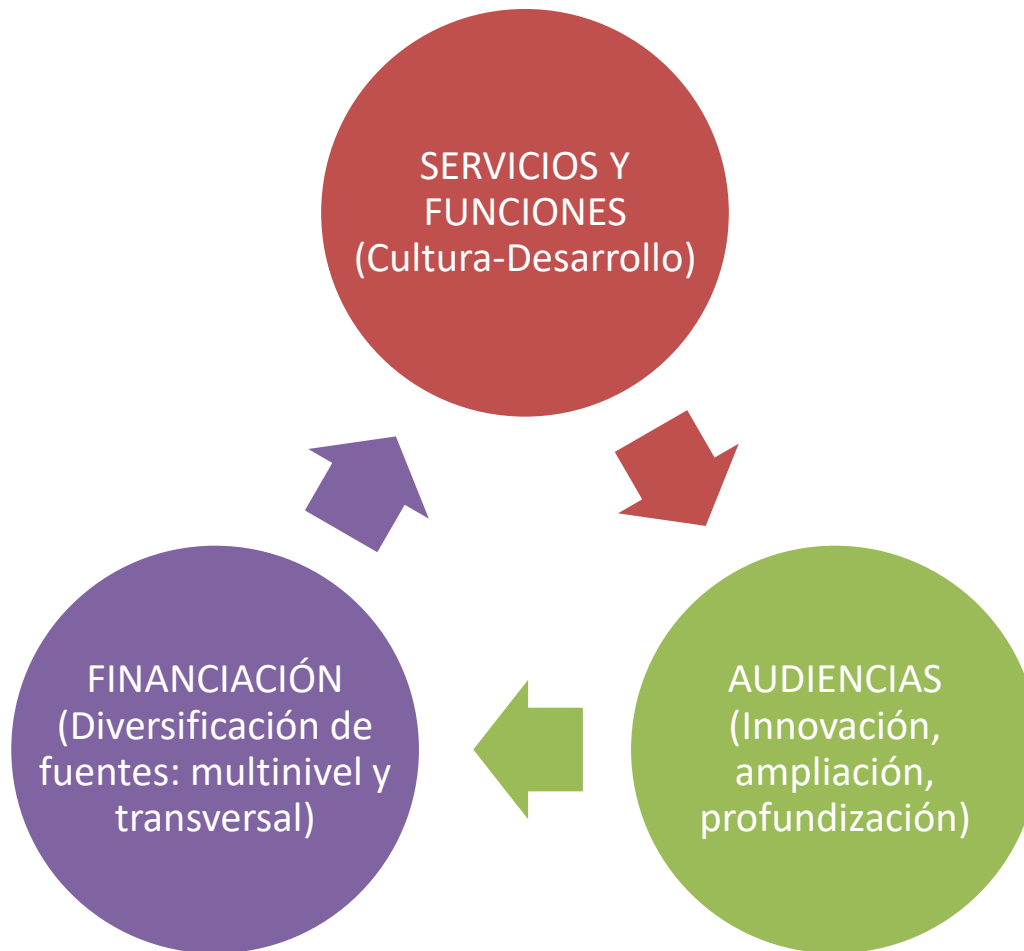 SERVICIOS Y
FUNCIONES
(Cultura-Desarrollo)
AUDIENCIAS
(Innovación,
ampliación,
profundización)
FINANCIACIÓN
(Diversificación de
fuentes: multinivel y
transversal)